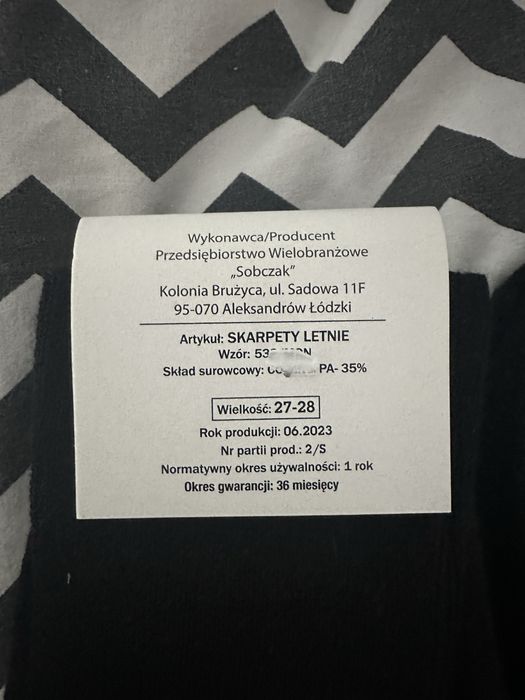 Wykonawca/Producent
Przedsiębiorstwo Wielobranżowe
„Sobczak”
Kolonia Brużyca, ul. Sadowa 11F
95-070 Aleksandrów Łódzki
Artykuł: SKARPETY LETNIE
Wzór:
Skład surowcowy: PA- 35%
Wielkość: 27-28
Rok produkcji: 06.2023
Nr partii prod.: 2/S
Normatywny okres używalności: 1 rok
Okres gwarancji: 36 miesięcy